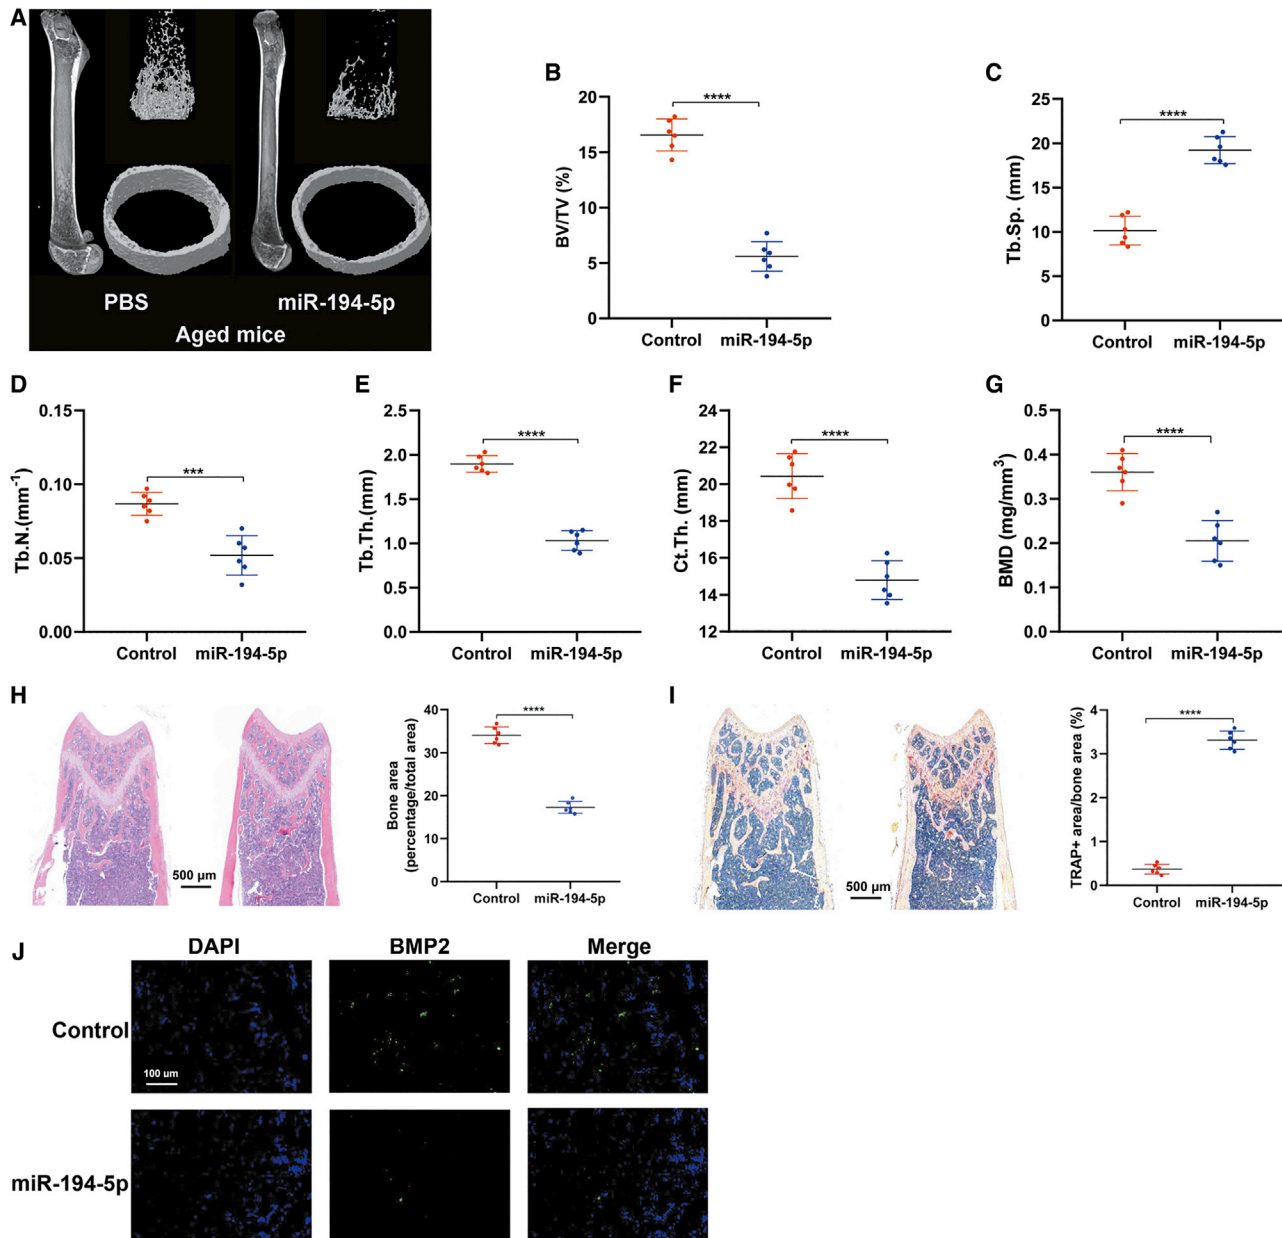 A
PBS
miR-194-5p
Aged mice
B
BV/TV (%)
20
15
10
5
0
****
Control
miR-194-5p
C
Tb.Sp. (mm)
25
20
15
10
5
0
****
Control
miR-194-5p
D
Tb.N.(mm⁻¹)
0.15
0.10
0.05
0.00
***
Control
miR-194-5p
E
Tb.Th.(mm)
2.5
2.0
1.5
1.0
0.5
0.0
****
Control
miR-194-5p
F
Ct.Th. (mm)
24
22
20
18
16
14
12
****
Control
miR-194-5p
G
BMD (mg/mm³)
0.5
0.4
0.3
0.2
0.1
0.0
****
Control
miR-194-5p
H
500 µm
Bone area
(percentage/total area)
40
30
20
10
0
****
Control
miR-194-5p
I
500 µm
TRAP+ area/bone area (%)
4
3
2
1
0
****
Control
miR-194-5p
J
DAPI
BMP2
Merge
Control
100 µm
miR-194-5p